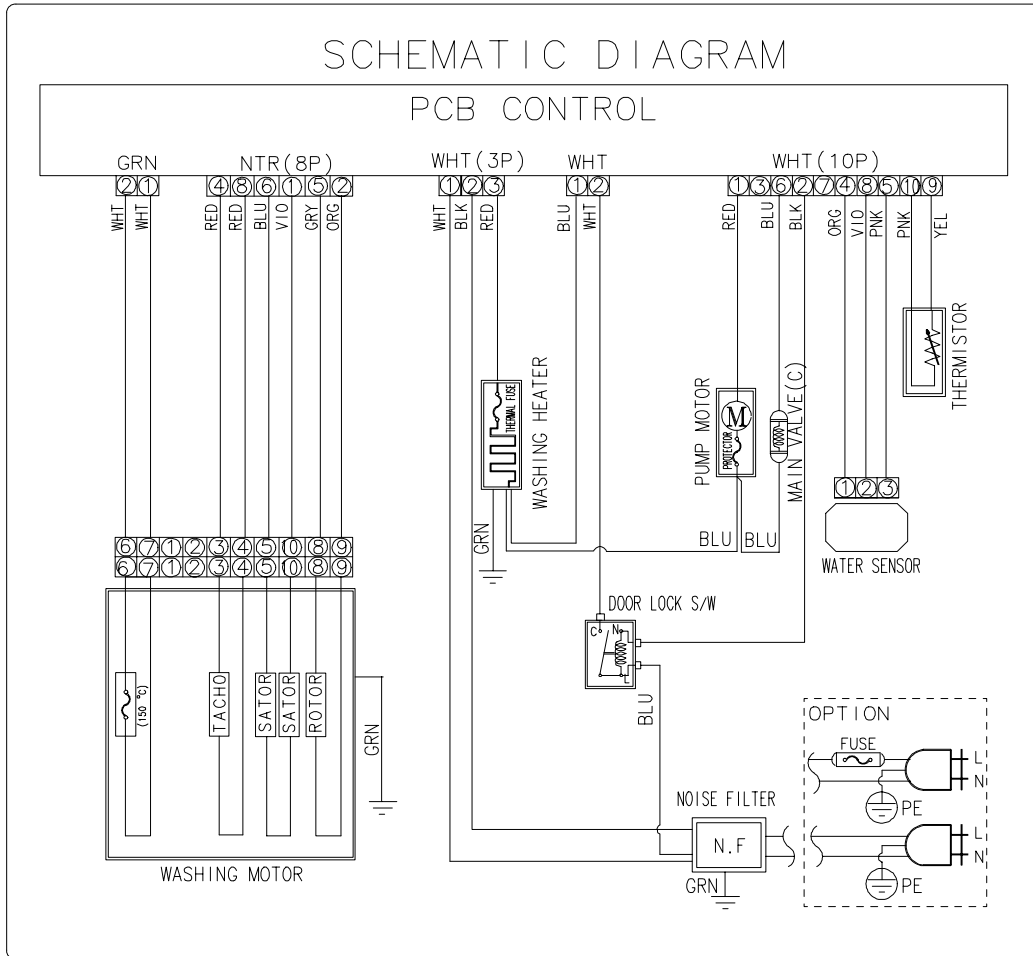 SCHEMATIC DIAGRAM
PCB CONTROL
GRN NTR(8P) WHT(3P) WHT WHT(10P)
2 1 4 8 6 1 5 2 1 2 3 1 2 1 3 6 2 7 4 8 5 10 9
WHT WHT RED RED BLU VIO GRY ORG WHT BLK RED BLU WHT RED BLU BLK ORG VIO PNK PNK YEL
THERMISTOR
THERMAL FUSE
WASHING HEATER
PUMP MOTOR
M
PROTECTOR
MAIN VALVE(C)
1 2 3
WATER SENSOR
GRN
BLU BLU
6 7 1 2 3 4 5 10 8 9
6 7 1 2 3 4 5 10 8 9
DOOR LOCK S/W
C N
L
BLU
(150 °C)
TACHO
SATOR
SATOR
ROTOR
GRN
WASHING MOTOR
NOISE FILTER
N.F
GRN
OPTION
FUSE
L
N
PE
L
N
PE